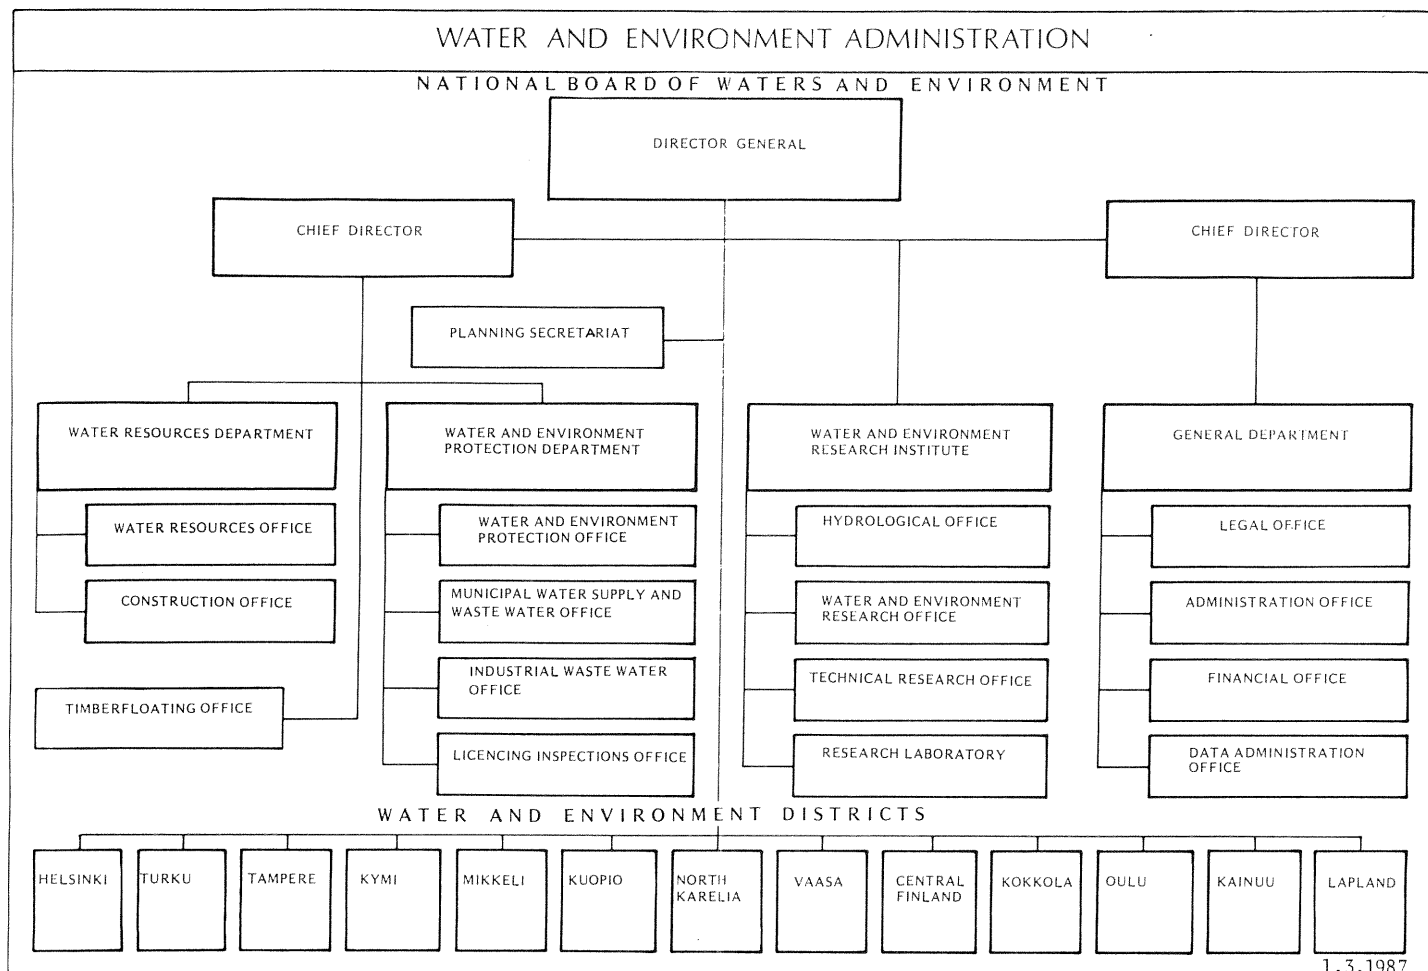 WATER AND ENVIRONMENT ADMINISTRATION
NATIONAL BOARD OF WATERS AND ENVIRONMENT
DIRECTOR GENERAL
CHIEF DIRECTOR
CHIEF DIRECTOR
PLANNING SECRETARIAT
WATER RESOURCES DEPARTMENT
WATER AND ENVIRONMENT
PROTECTION DEPARTMENT
WATER AND ENVIRONMENT
RESEARCH INSTITUTE
GENERAL DEPARTMENT
WATER RESOURCES OFFICE
CONSTRUCTION OFFICE
TIMBERFLOATING OFFICE
WATER AND ENVIRONMENT
PROTECTION OFFICE
MUNICIPAL WATER SUPPLY AND
WASTE WATER OFFICE
INDUSTRIAL WASTE WATER
OFFICE
LICENCING INSPECTIONS OFFICE
HYDROLOGICAL OFFICE
WATER AND ENVIRONMENT
RESEARCH OFFICE
TECHNICAL RESEARCH OFFICE
RESEARCH LABORATORY
LEGAL OFFICE
ADMINISTRATION OFFICE
FINANCIAL OFFICE
DATA ADMINISTRATION
OFFICE
WATER AND ENVIRONMENT DISTRICTS
HELSINKI
TURKU
TAMPERE
KYMI
MIKKELI
KUOPIO
NORTH
KARELIA
VAASA
CENTRAL
FINLAND
KOKKOLA
OULU
KAINUU
LAPLAND
1.3.1987